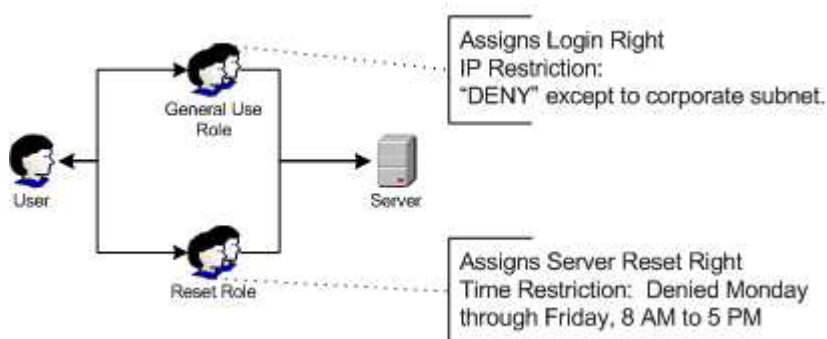 Assigns Login Right
IP Restriction:
"DENY" except to corporate subnet.
General Use
Role
User
Server
Reset Role
Assigns Server Reset Right
Time Restriction: Denied Monday
through Friday, 8 AM to 5 PM